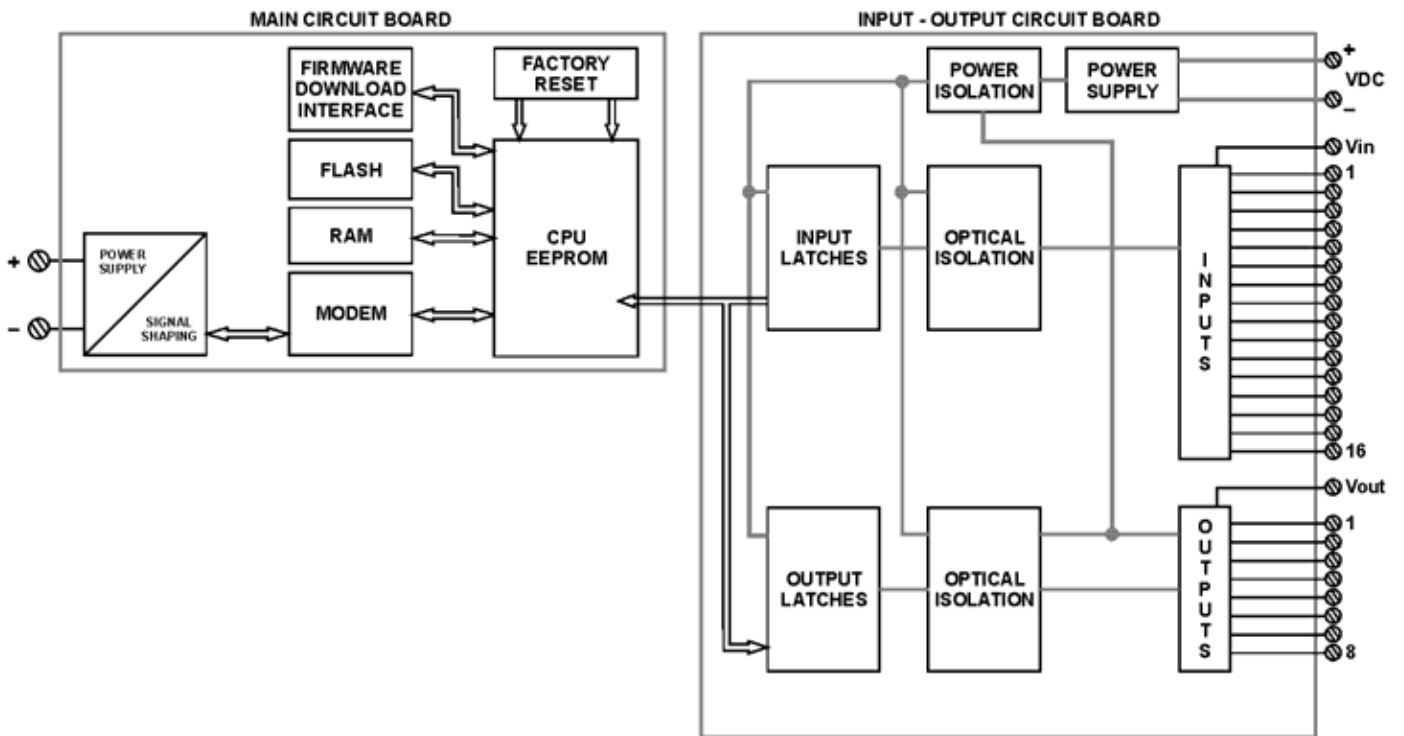 MAIN CIRCUIT BOARD
FIRMWARE
DOWNLOAD
INTERFACE
FACTORY
RESET
FLASH
RAM
CPU
EEPROM
MODEM
+
–
POWER
SUPPLY
SIGNAL
SHAPING
INPUT - OUTPUT CIRCUIT BOARD
POWER
ISOLATION
POWER
SUPPLY
+
VDC
–
INPUT
LATCHES
OPTICAL
ISOLATION
INPUTS
Vin
1
16
OUTPUT
LATCHES
OPTICAL
ISOLATION
OUTPUTS
Vout
1
8